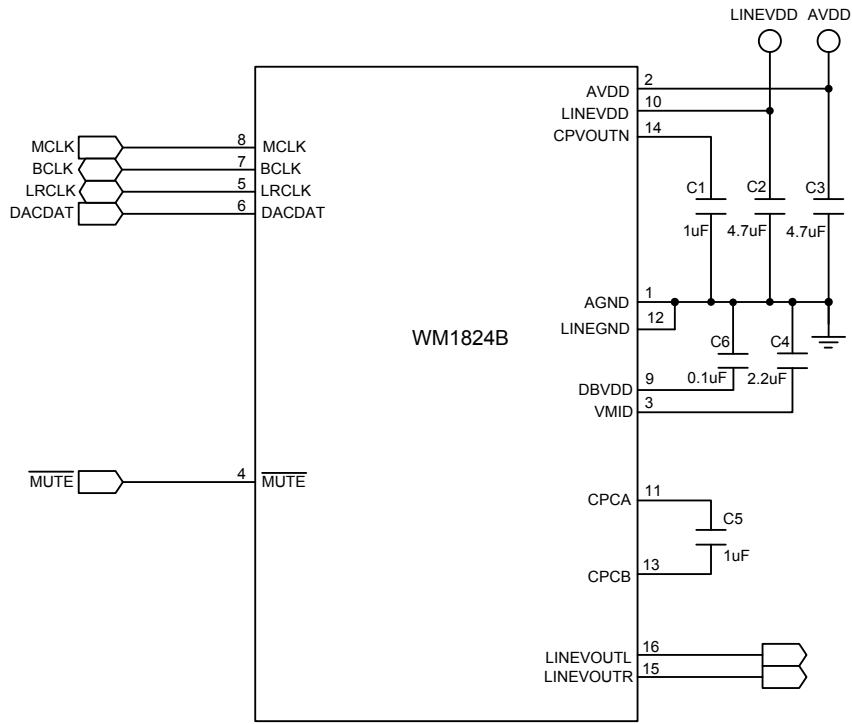 LINEVDD AVDD
2
AVDD
10
LINEVDD
14
CPVOUTN
MCLK 8 MCLK
BCLK 7 BCLK
LRCLK 5 LRCLK
DACDAT 6 DACDAT
C1 C2 C3
1uF 4.7uF 4.7uF
AGND 1
LINEGND 12
WM1824B
C6 C4
0.1uF 2.2uF
DBVDD 9
VMID 3
MUTE 4 MUTE
CPCA 11
C5
1uF
CPCB 13
LINEVOUTL 16
LINEVOUTR 15